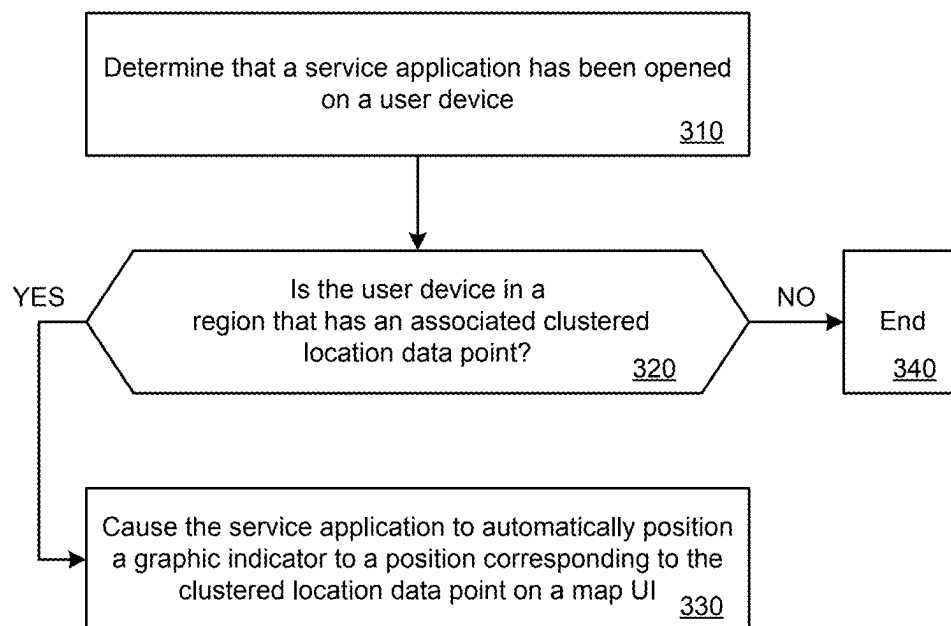 Determine that a service application has been opened
on a user device
310
YES
Is the user device in a
region that has an associated clustered
location data point?
320
NO
End
340
Cause the service application to automatically position
a graphic indicator to a position corresponding to the
clustered location data point on a map UI
330